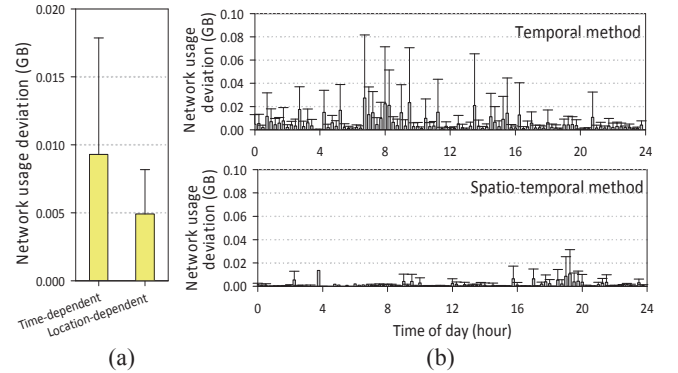 Network usage deviation (GB)
0.020
0.015
0.010
0.005
0.000
Time-dependent
Location-dependent
(a)
Network usage
deviation (GB)
0.10
0.08
0.06
0.04
0.02
0.00
Temporal method
0 4 8 12 16 20 24
Network usage
deviation (GB)
0.10
0.08
0.06
0.04
0.02
0.00
Spatio-temporal method
0 4 8 12 16 20 24
Time of day (hour)
(b)